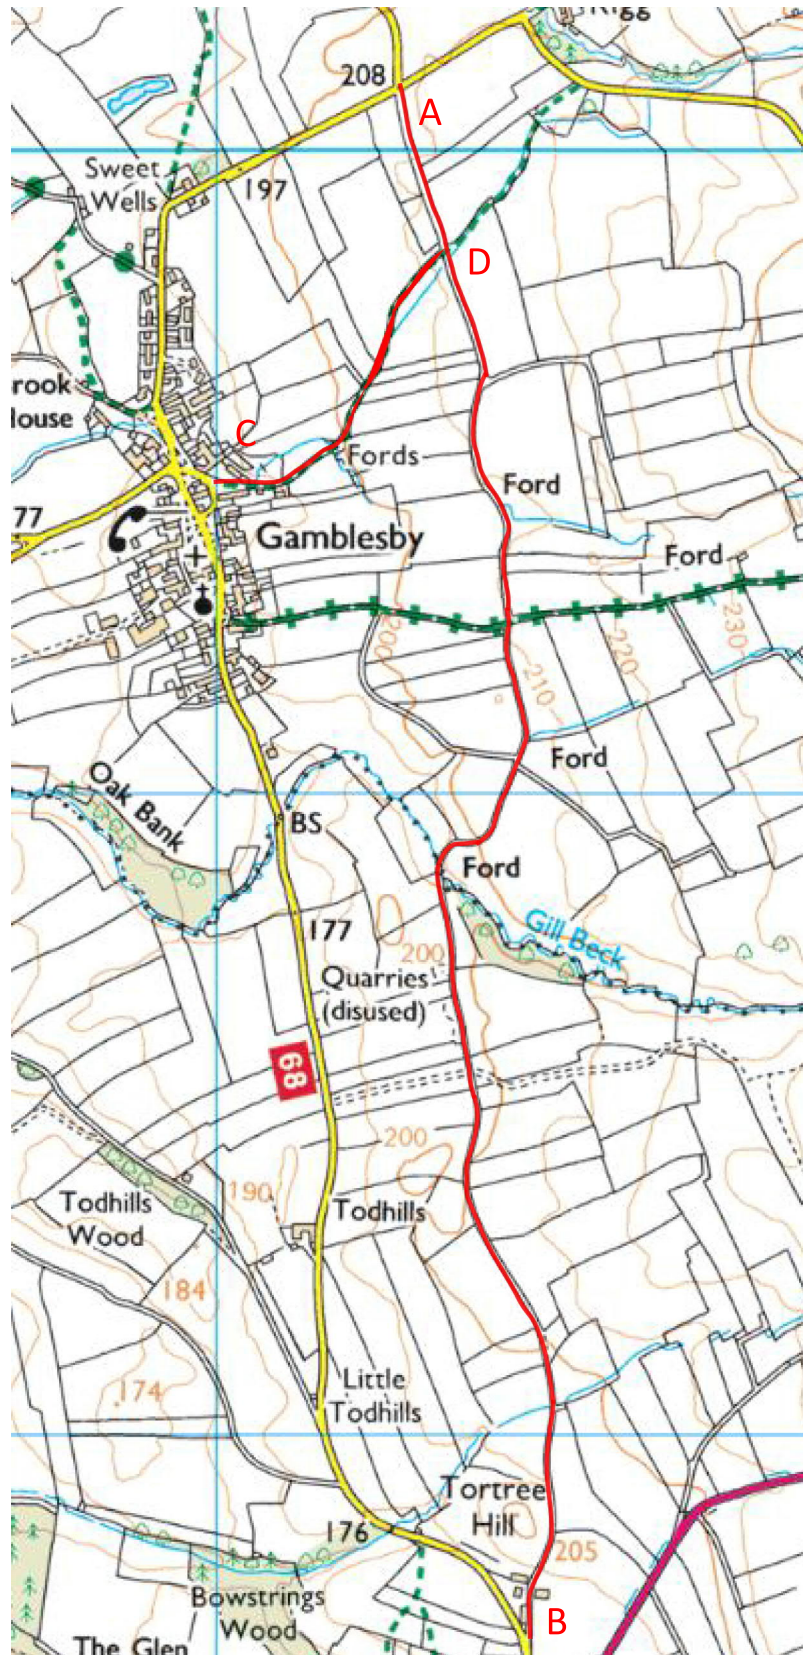 Rigg
208
A
Sweet
Wells
197
D
rook
House
C
Fords
Ford
77
Gamblesby
Ford
200
220
230
210
Ford
Oak Bank
BS
Ford
177
200
Gill Beck
Quarries
(disused)
68
200
190
Todhills
Todhills
Wood
184
174
Little
Todhills
Tortree
Hill
176
205
Bowstrings
Wood
B
The Glen